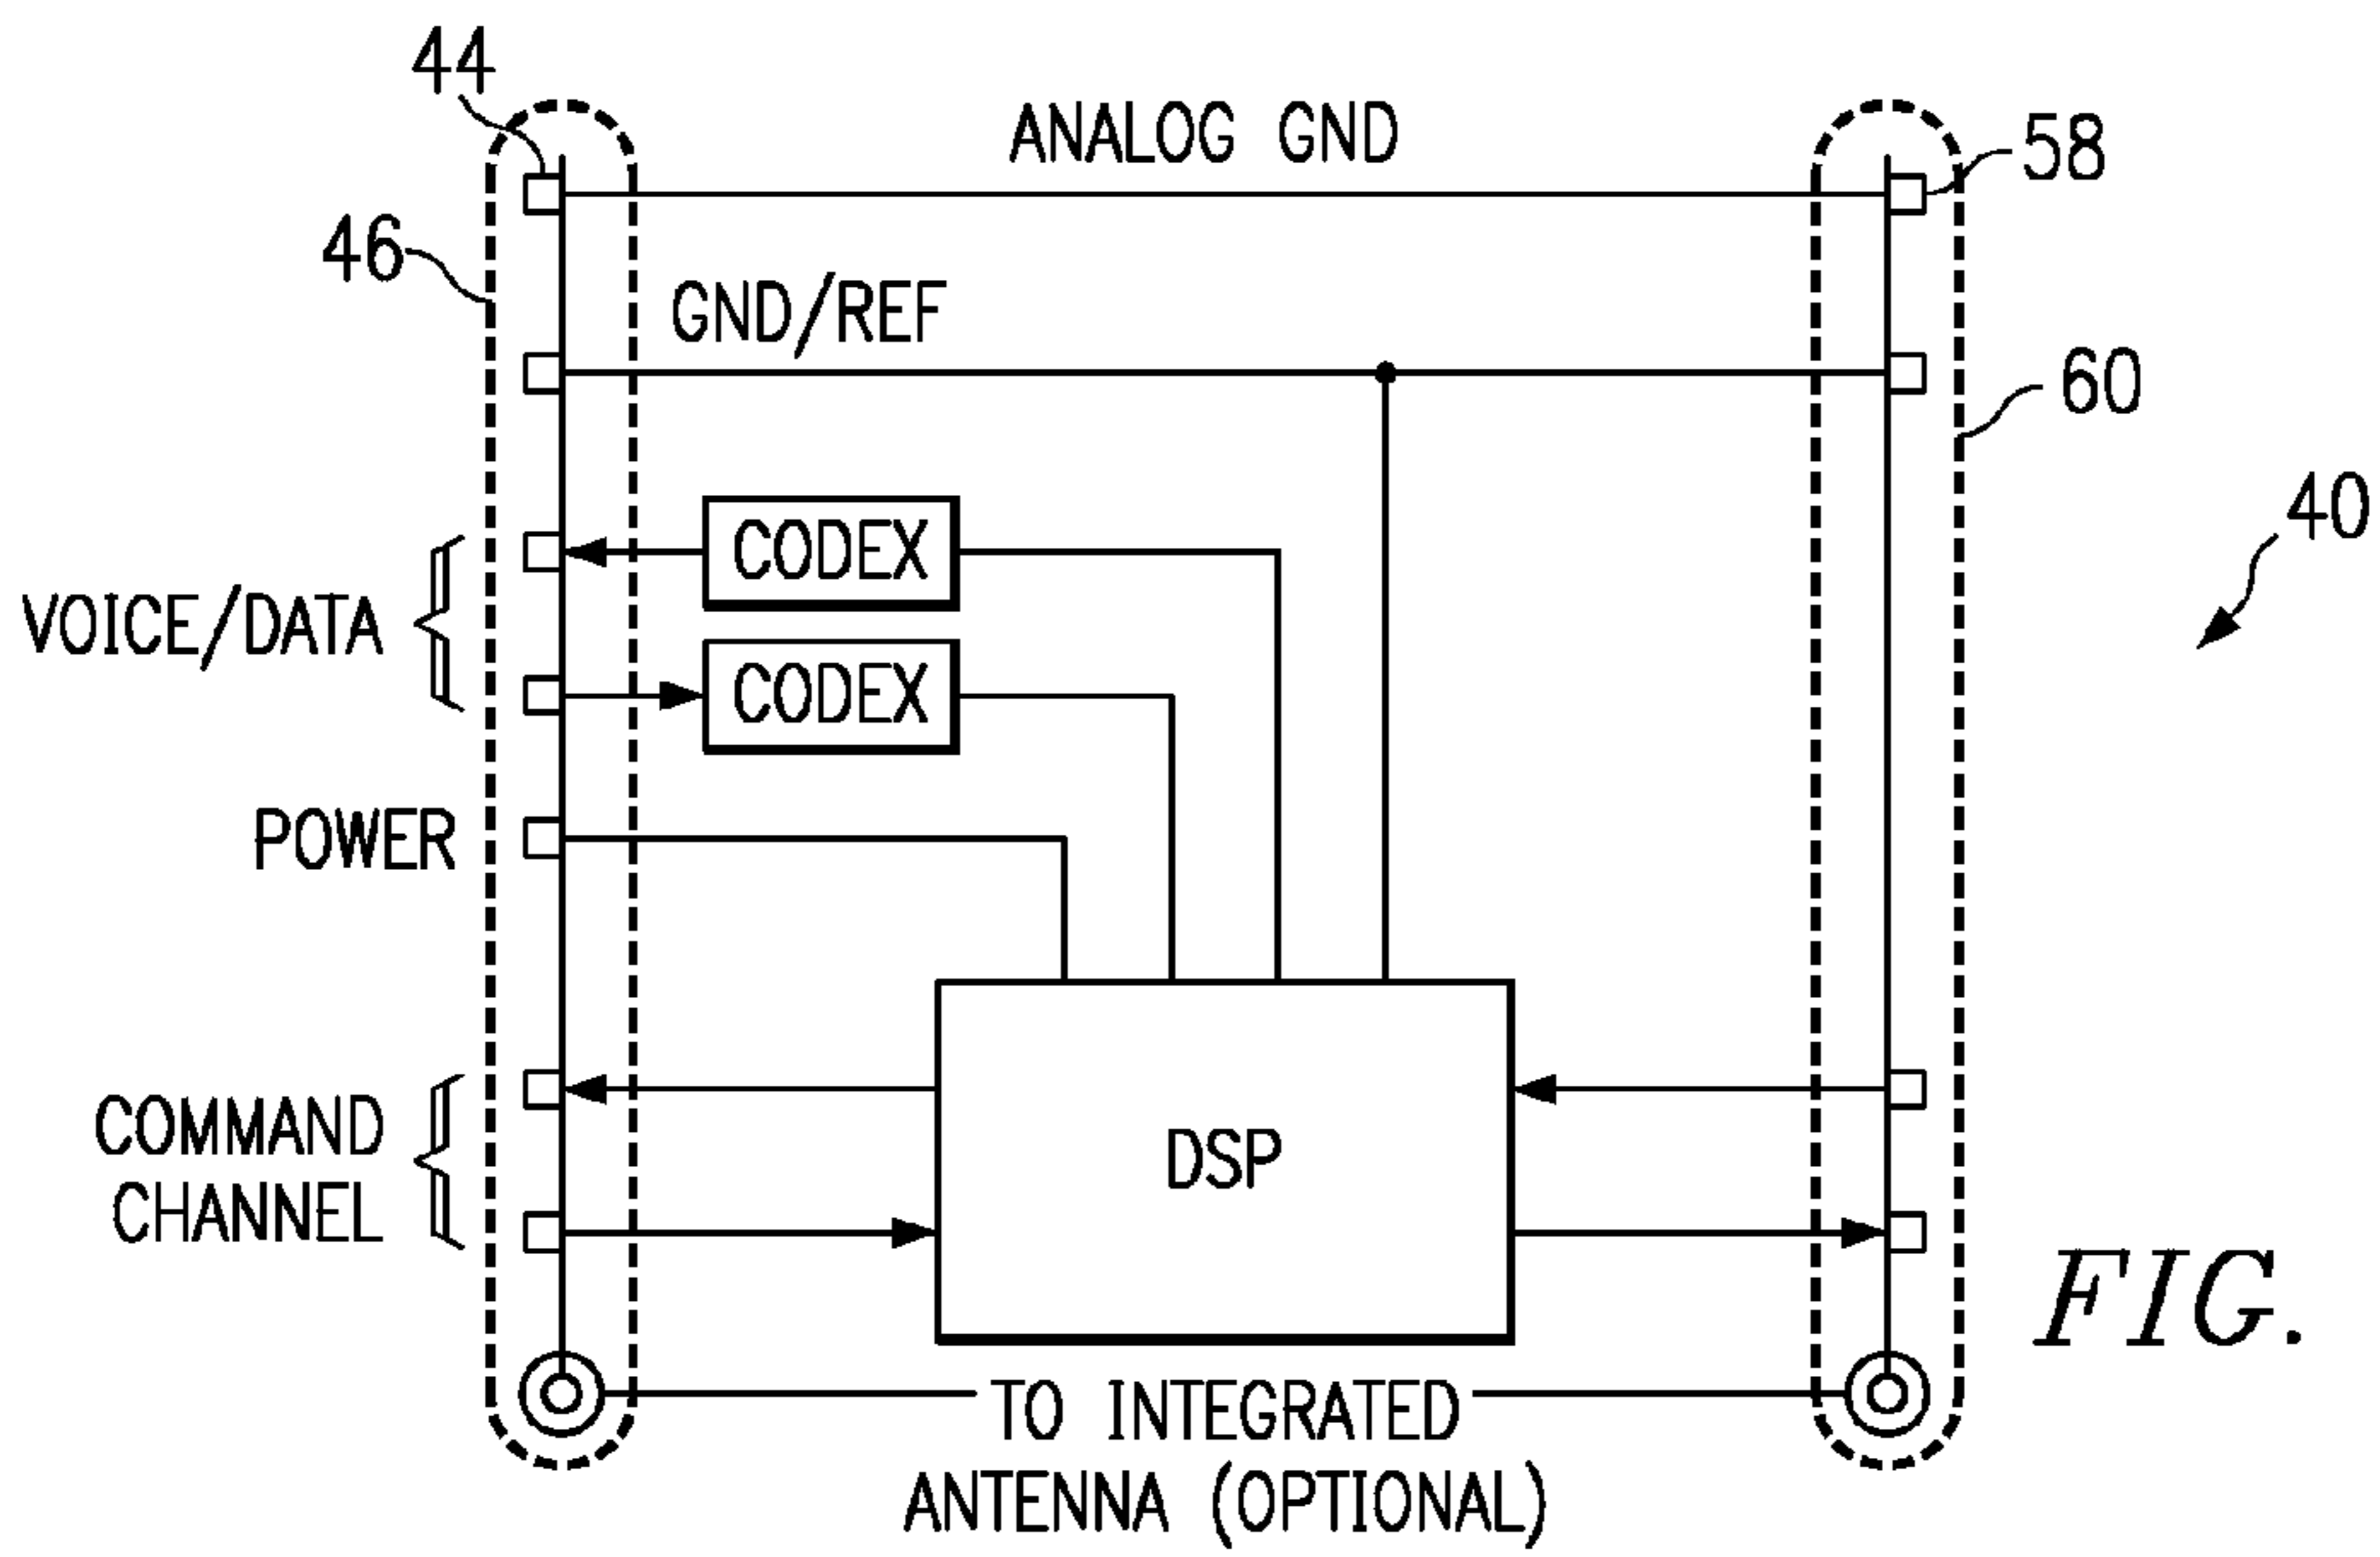 44
ANALOG GND
58
46
GND/REF
60
40
CODEX
VOICE/DATA
CODEX
POWER
COMMAND
CHANNEL
DSP
FIG.
TO INTEGRATED
ANTENNA (OPTIONAL)